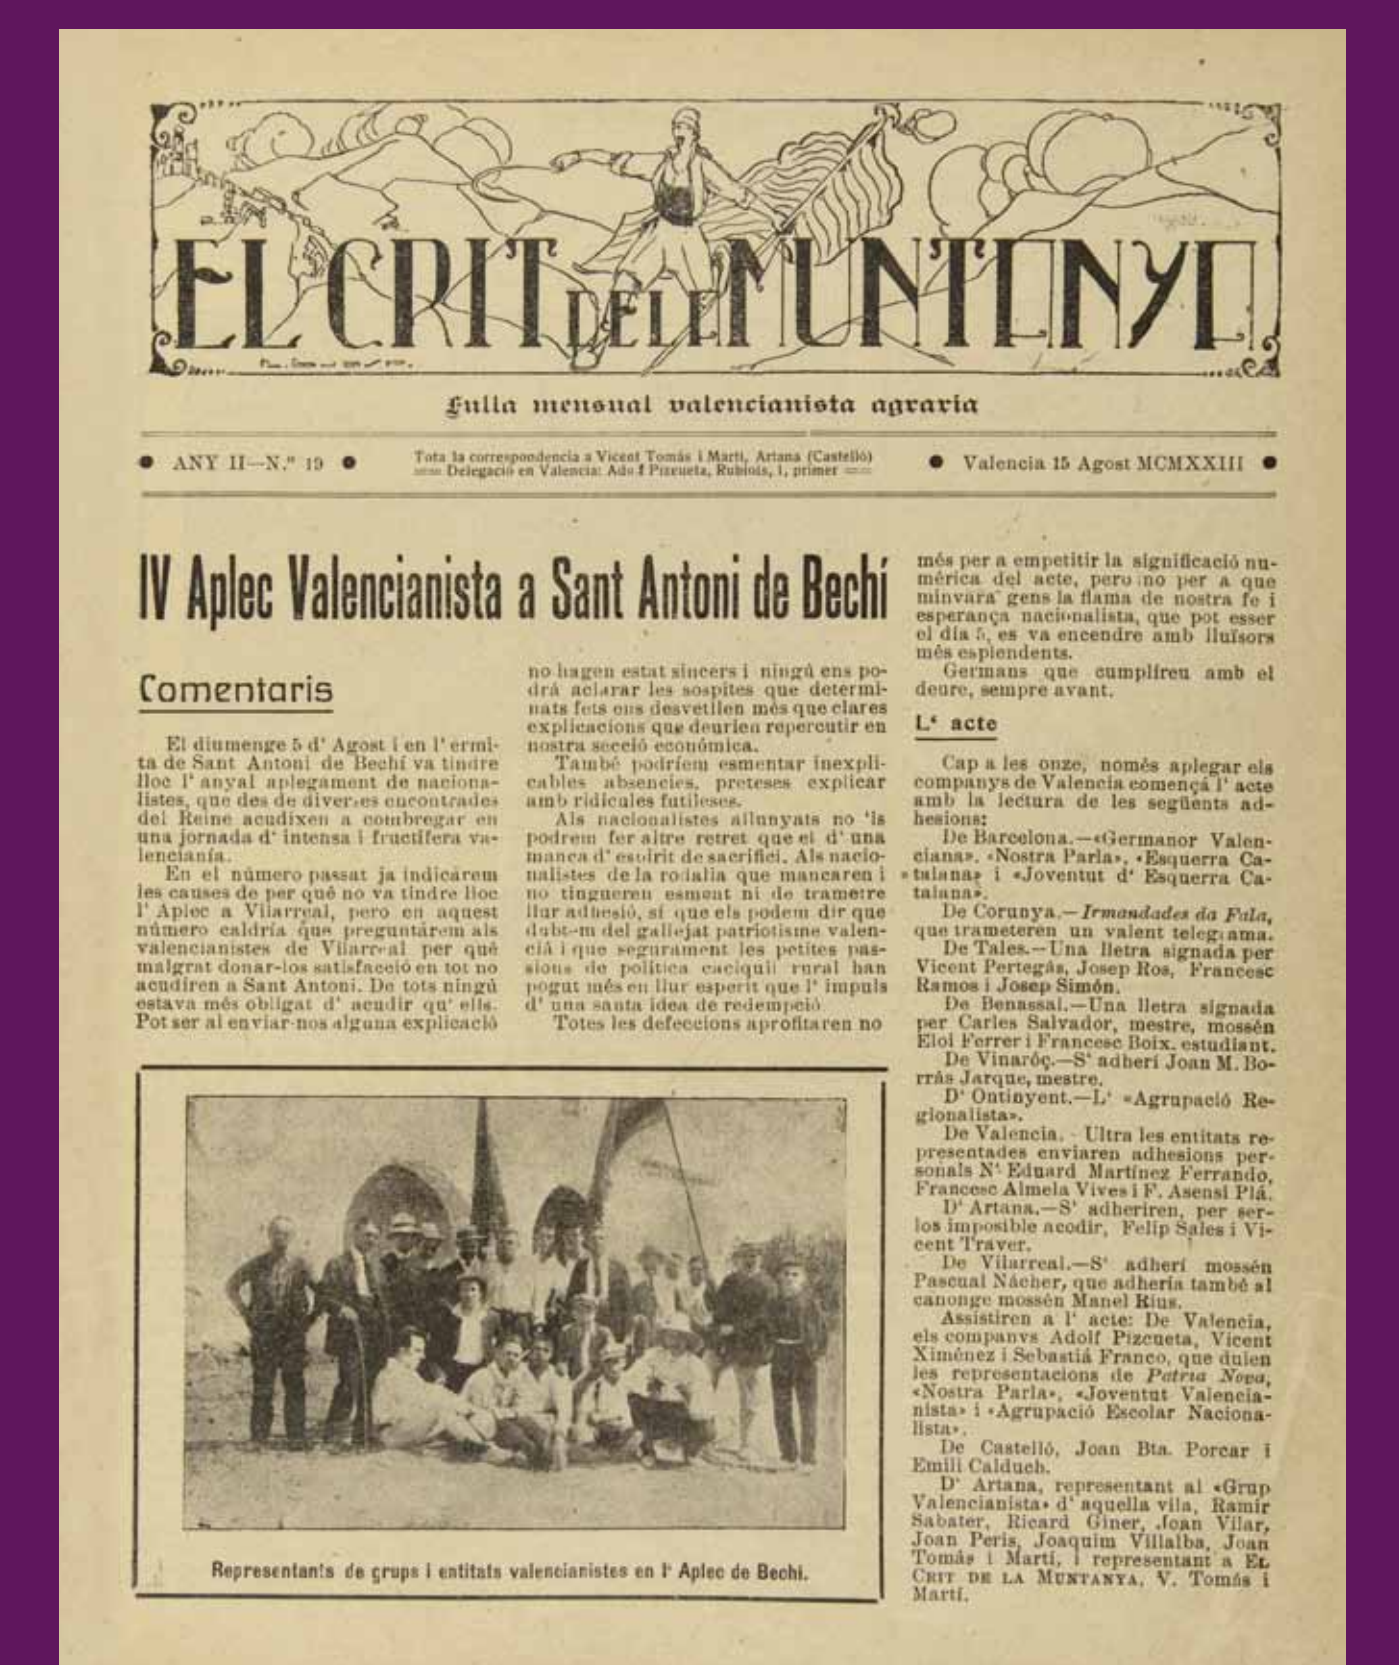 EL CRIT DE LA MUNTANYA
Fulla mensual valencianista agraria
ANY II—N.º 19
Tota la correspondencia a Vicent Tomás i Martí, Artana (Castelló)
Delegació en Valencia: Adolf Pizcueta, Rubiols, 1, primer
Valencia 15 Agost MCMXXIII
IV Aplec Valencianista a Sant Antoni de Bechí
Comentaris
El diumenge 5 d' Agost i en l' ermi-
ta de Sant Antoni de Bechí va tindre
lloc l' anyal aplegament de naciona-
listes, que des de diverses encontrades
del Reine acudixen a combregar en
una jornada d' intensa i fructífera va-
lencianía.
En el número passat ja indicárem
les causes de per qué no va tindre lloc
l' Aplec a Vilarreal, pero en aquest
número caldría que preguntárem als
valencianistes de Vilarreal per qué
malgrat donar-los satisfacció en tot no
acudiren a Sant Antoni. De tots ningú
estava més obligat d' acudir qu' ells.
Pot ser al enviar-nos alguna explicació
no hagen estat sincers i ningú ens po-
drá aclarar les sospites que determi-
nats fets ens desvetllen més que clares
explicacions que deurien repercutir en
nostra secció económica.
També podríem esmentar inexpli-
cables absencies, preteses explicar
amb ridícules futileses.
Als nacionalistes allunyats no 'ls
podrem fer altre retret que el d' una
manca d' esperit de sacrifici. Als nacio-
nalistes de la rodalia que mancaren i
no tingueren esment ni de trametre
llur adhesió, sí que els podem dir que
dubtem del gallejat patriotisme valen-
ciá i que segurament les petites pas-
sions de política caciquil rural han
pogut més en llur esperit que l' impuls
d' una santa idea de redempció
Totes les defeccions aprofitaren no
més per a empetitir la significació nu-
mérica del acte, pero no per a que
minvara gens la flama de nostra fe i
esperança nacionalista, que pot esser
el día 5, es va encendre amb lluïsors
més esplendents.
Germans que cumplíreu amb el
deure, sempre avant.
L' acte
Cap a les onze, només aplegar els
companys de Valencia començá l' acte
amb la lectura de les següents ad-
hesions:
De Barcelona.—«Germanor Valen-
ciana», «Nostra Parla», «Esquerra Ca-
talana» i «Joventut d' Esquerra Ca-
talana».
De Corunya.—Irmandades da Fala,
que trameteren un valent telegrama.
De Tales.—Una lletra signada per
Vicent Pertegás, Josep Ros, Francesc
Ramos i Josep Simón.
De Benassal.—Una lletra signada
per Carles Salvador, mestre, mossén
Eloi Ferrer i Francesc Boix, estudiant.
De Vinaróç.—S' adherí Joan M. Bo-
rrás Jarque, mestre.
D' Ontinyent.—L' «Agrupació Re-
gionalista».
De Valencia. - Ultra les entitats re-
presentades enviaren adhesions per-
sonals N' Eduard Martínez Ferrando,
Francesc Almela Vives i F. Asensi Plá.
D' Artana.—S' adheriren, per ser-
los imposible acodir, Felip Sales i Vi-
cent Traver.
De Vilarreal.—S' adherí mossén
Pascual Nácher, que adhería també al
canonge mossén Manel Rius.
Assistiren a l' acte: De Valencia,
els companys Adolf Pizcueta, Vicent
Ximénez i Sebastiá Franco, que duien
les representacions de Patria Nova,
«Nostra Parla», «Joventut Valencia-
nista» i «Agrupació Escolar Naciona-
lista».
De Castelló, Joan Bta. Porcar i
Emili Calduch.
D' Artana, representant al «Grup
Valencianista» d' aquella vila, Ramir
Sabater, Ricard Giner, Joan Vilar,
Joan Peris, Joaquim Villalba, Joan
Tomás i Martí, i representant a EL
CRIT DE LA MUNTANYA, V. Tomás i
Martí.
Representants de grups i entitats valencianistes en l' Aplec de Bechí.